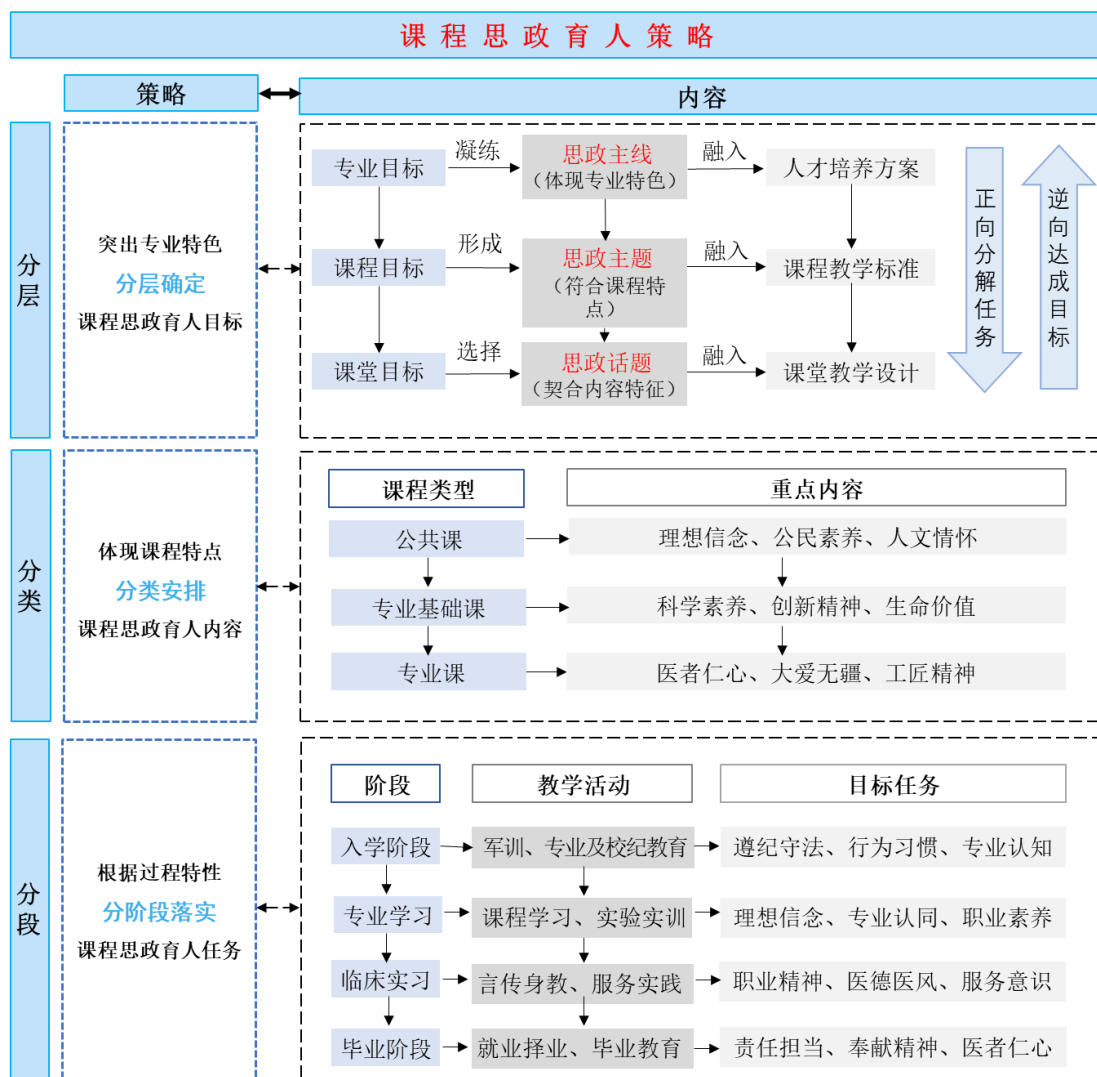 课程思政育人策略
策略
内容
分层
突出专业特色
分层确定
课程思政育人目标
专业目标
凝练
思政主线
（体现专业特色）
融入
人才培养方案
课程目标
形成
思政主题
（符合课程特
点）
融入
课程教学标准
课堂目标
选择
思政话题
（契合内容特征）
融入
课堂教学设计
正向分解任务
逆向达成目标
分类
体现课程特点
分类安排
课程思政育人内容
课程类型
重点内容
公共课
理想信念、公民素养、人文情怀
专业基础课
科学素养、创新精神、生命价值
专业课
医者仁心、大爱无疆、工匠精神
分段
根据过程特性
分阶段落实
课程思政育人任务
阶段
教学活动
目标任务
入学阶段
军训、专业及校纪教育
遵纪守法、行为习惯、专业认知
专业学习
课程学习、实验实训
理想信念、专业认同、职业素养
临床实习
言传身教、服务实践
职业精神、医德医风、服务意识
毕业阶段
就业择业、毕业教育
责任担当、奉献精神、医者仁心